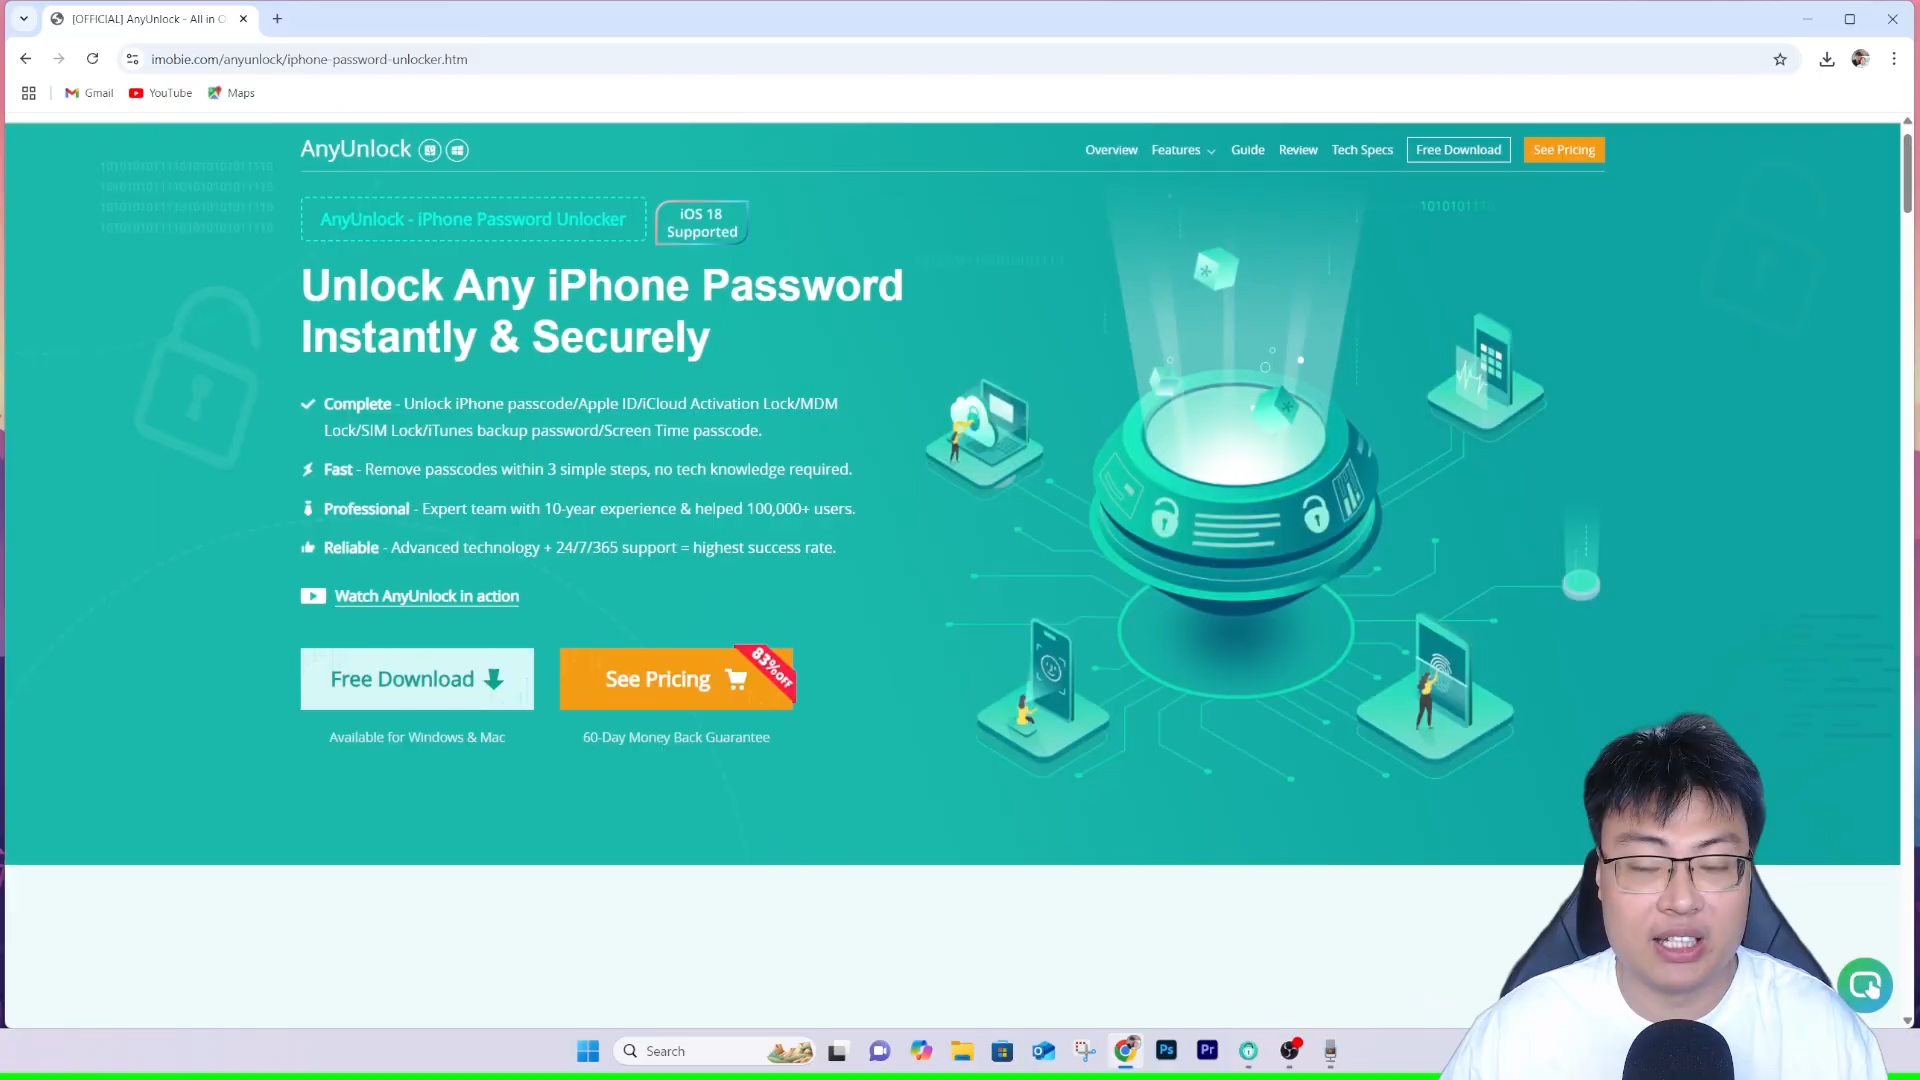 [OFFICIAL] AnyUnlock - All in O
imobie.com/anyunlock/iphone-password-unlocker.htm
Gmail YouTube Maps
AnyUnlock
Overview Features Guide Review Tech Specs Free Download See Pricing
AnyUnlock - iPhone Password Unlocker
iOS 18
Supported
Unlock Any iPhone Password
Instantly & Securely
Complete - Unlock iPhone passcode/Apple ID/iCloud Activation Lock/MDM
Lock/SIM Lock/iTunes backup password/Screen Time passcode.
Fast - Remove passcodes within 3 simple steps, no tech knowledge required.
Professional - Expert team with 10-year experience & helped 100,000+ users.
Reliable - Advanced technology + 24/7/365 support = highest success rate.
Watch AnyUnlock in action
Free Download
See Pricing
83%OFF
Available for Windows & Mac
60-Day Money Back Guarantee
Search
Ps
Pr